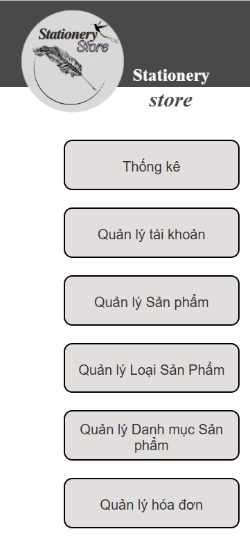 Stationery
Store
Stationery
store
Thống kê
Quản lý tài khoản
Quản lý Sản phẩm
Quản lý Loại Sản Phẩm
Quản lý Danh mục Sản
phẩm
Quản lý hóa đơn